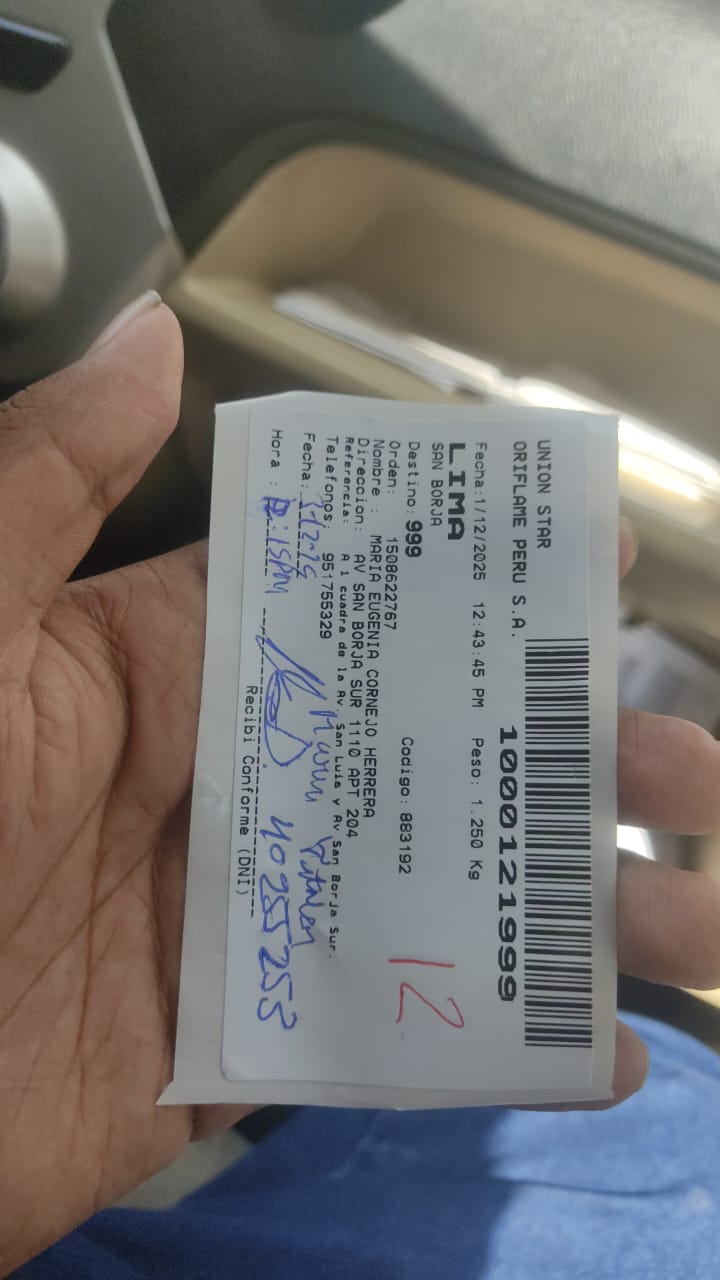 UNION STAR
ORIFLAME PERU S.A.
1000121999
Fecha:1/12/2025 12:43:45 PM Peso: 1.250 Kg
LIMA
SAN BORJA
12
Destino: 999
Orden: 1508622767 Codigo: 883192
Nombre : MARIA EUGENIA CORNEJO HERRERA
Direccion: AV SAN BORJA SUR 1110 APT 204
Referencia: A 1 cuadra de la Av. San Luis y Av San Borja Sur.
Telefonos: 951755329
Fecha:
Hora : :15PM 40255253
Recibi Conforme (DNI)